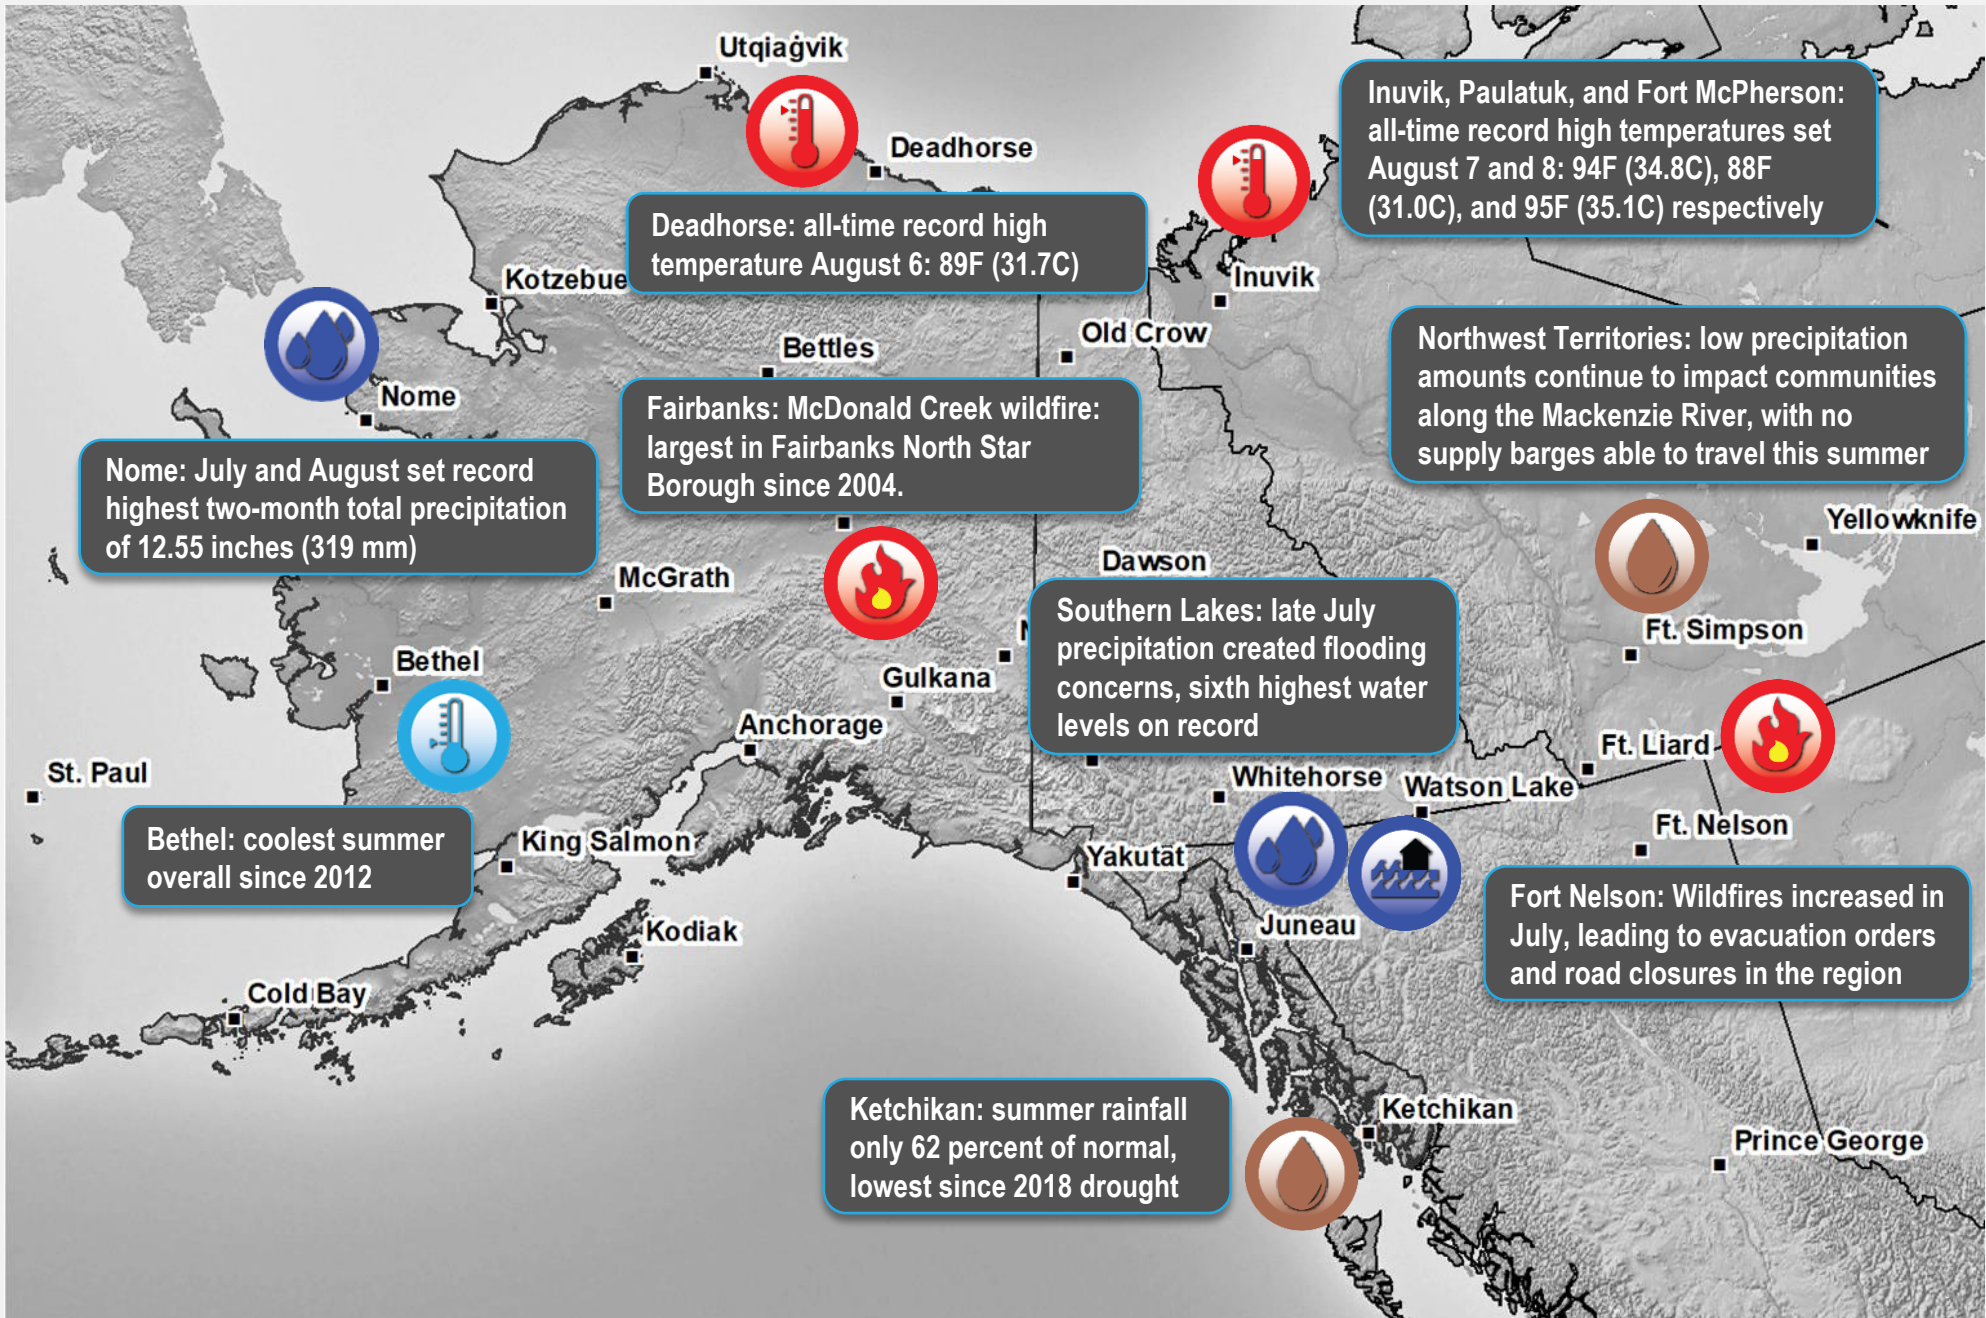 Utqiaġvik
Deadhorse
Inuvik, Paulatuk, and Fort McPherson:
all-time record high temperatures set
August 7 and 8: 94F (34.8C), 88F
(31.0C), and 95F (35.1C) respectively
Deadhorse: all-time record high
temperature August 6: 89F (31.7C)
Kotzebue
Inuvik
Old Crow
Bettles
Nome
Northwest Territories: low precipitation
amounts continue to impact communities
along the Mackenzie River, with no
supply barges able to travel this summer
Fairbanks: McDonald Creek wildfire:
largest in Fairbanks North Star
Borough since 2004.
Nome: July and August set record
highest two-month total precipitation
of 12.55 inches (319 mm)
Yellowknife
McGrath
Dawson
Southern Lakes: late July
precipitation created flooding
concerns, sixth highest water
levels on record
Ft. Simpson
Bethel
Gulkana
Anchorage
Ft. Liard
St. Paul
Whitehorse
Watson Lake
Bethel: coolest summer
overall since 2012
King Salmon
Yakutat
Ft. Nelson
Fort Nelson: Wildfires increased in
July, leading to evacuation orders
and road closures in the region
Kodiak
Juneau
Cold Bay
Ketchikan: summer rainfall
only 62 percent of normal,
lowest since 2018 drought
Ketchikan
Prince George